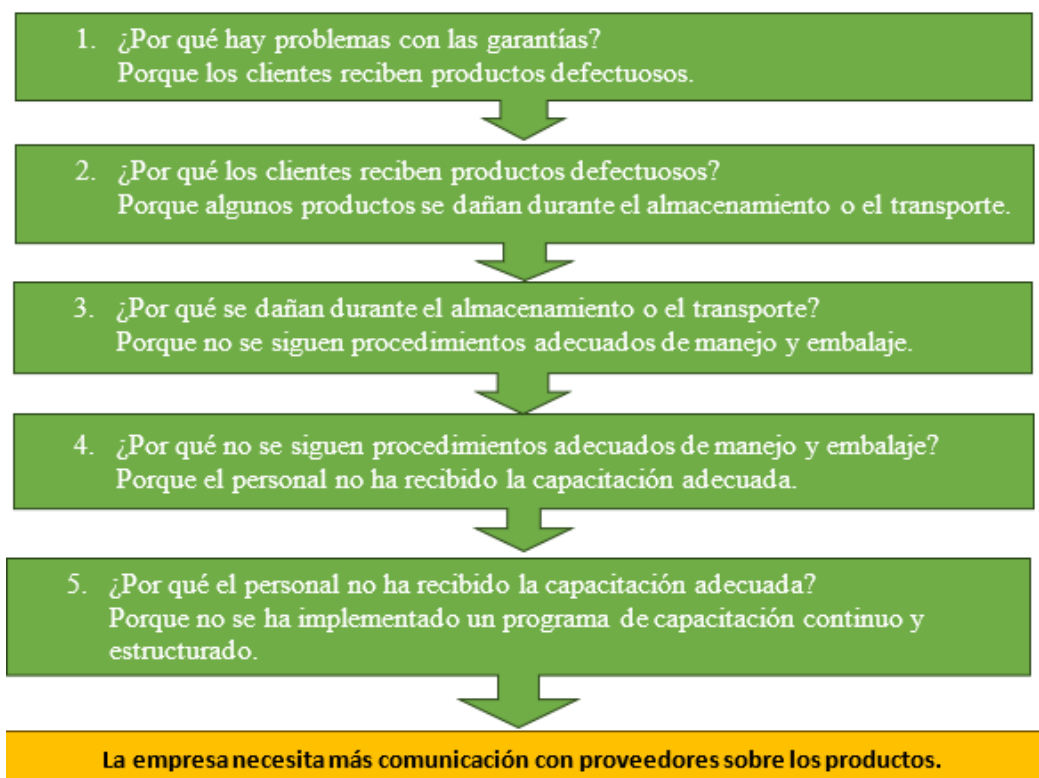 1. ¿Por qué hay problemas con las garantías?
Porque los clientes reciben productos defectuosos.
2. ¿Por qué los clientes reciben productos defectuosos?
Porque algunos productos se dañan durante el almacenamiento o el transporte.
3. ¿Por qué se dañan durante el almacenamiento o el transporte?
Porque no se siguen procedimientos adecuados de manejo y embalaje.
4. ¿Por qué no se siguen procedimientos adecuados de manejo y embalaje?
Porque el personal no ha recibido la capacitación adecuada.
5. ¿Por qué el personal no ha recibido la capacitación adecuada?
Porque no se ha implementado un programa de capacitación continuo y
estructurado.
La empresa necesita más comunicación con proveedores sobre los productos.